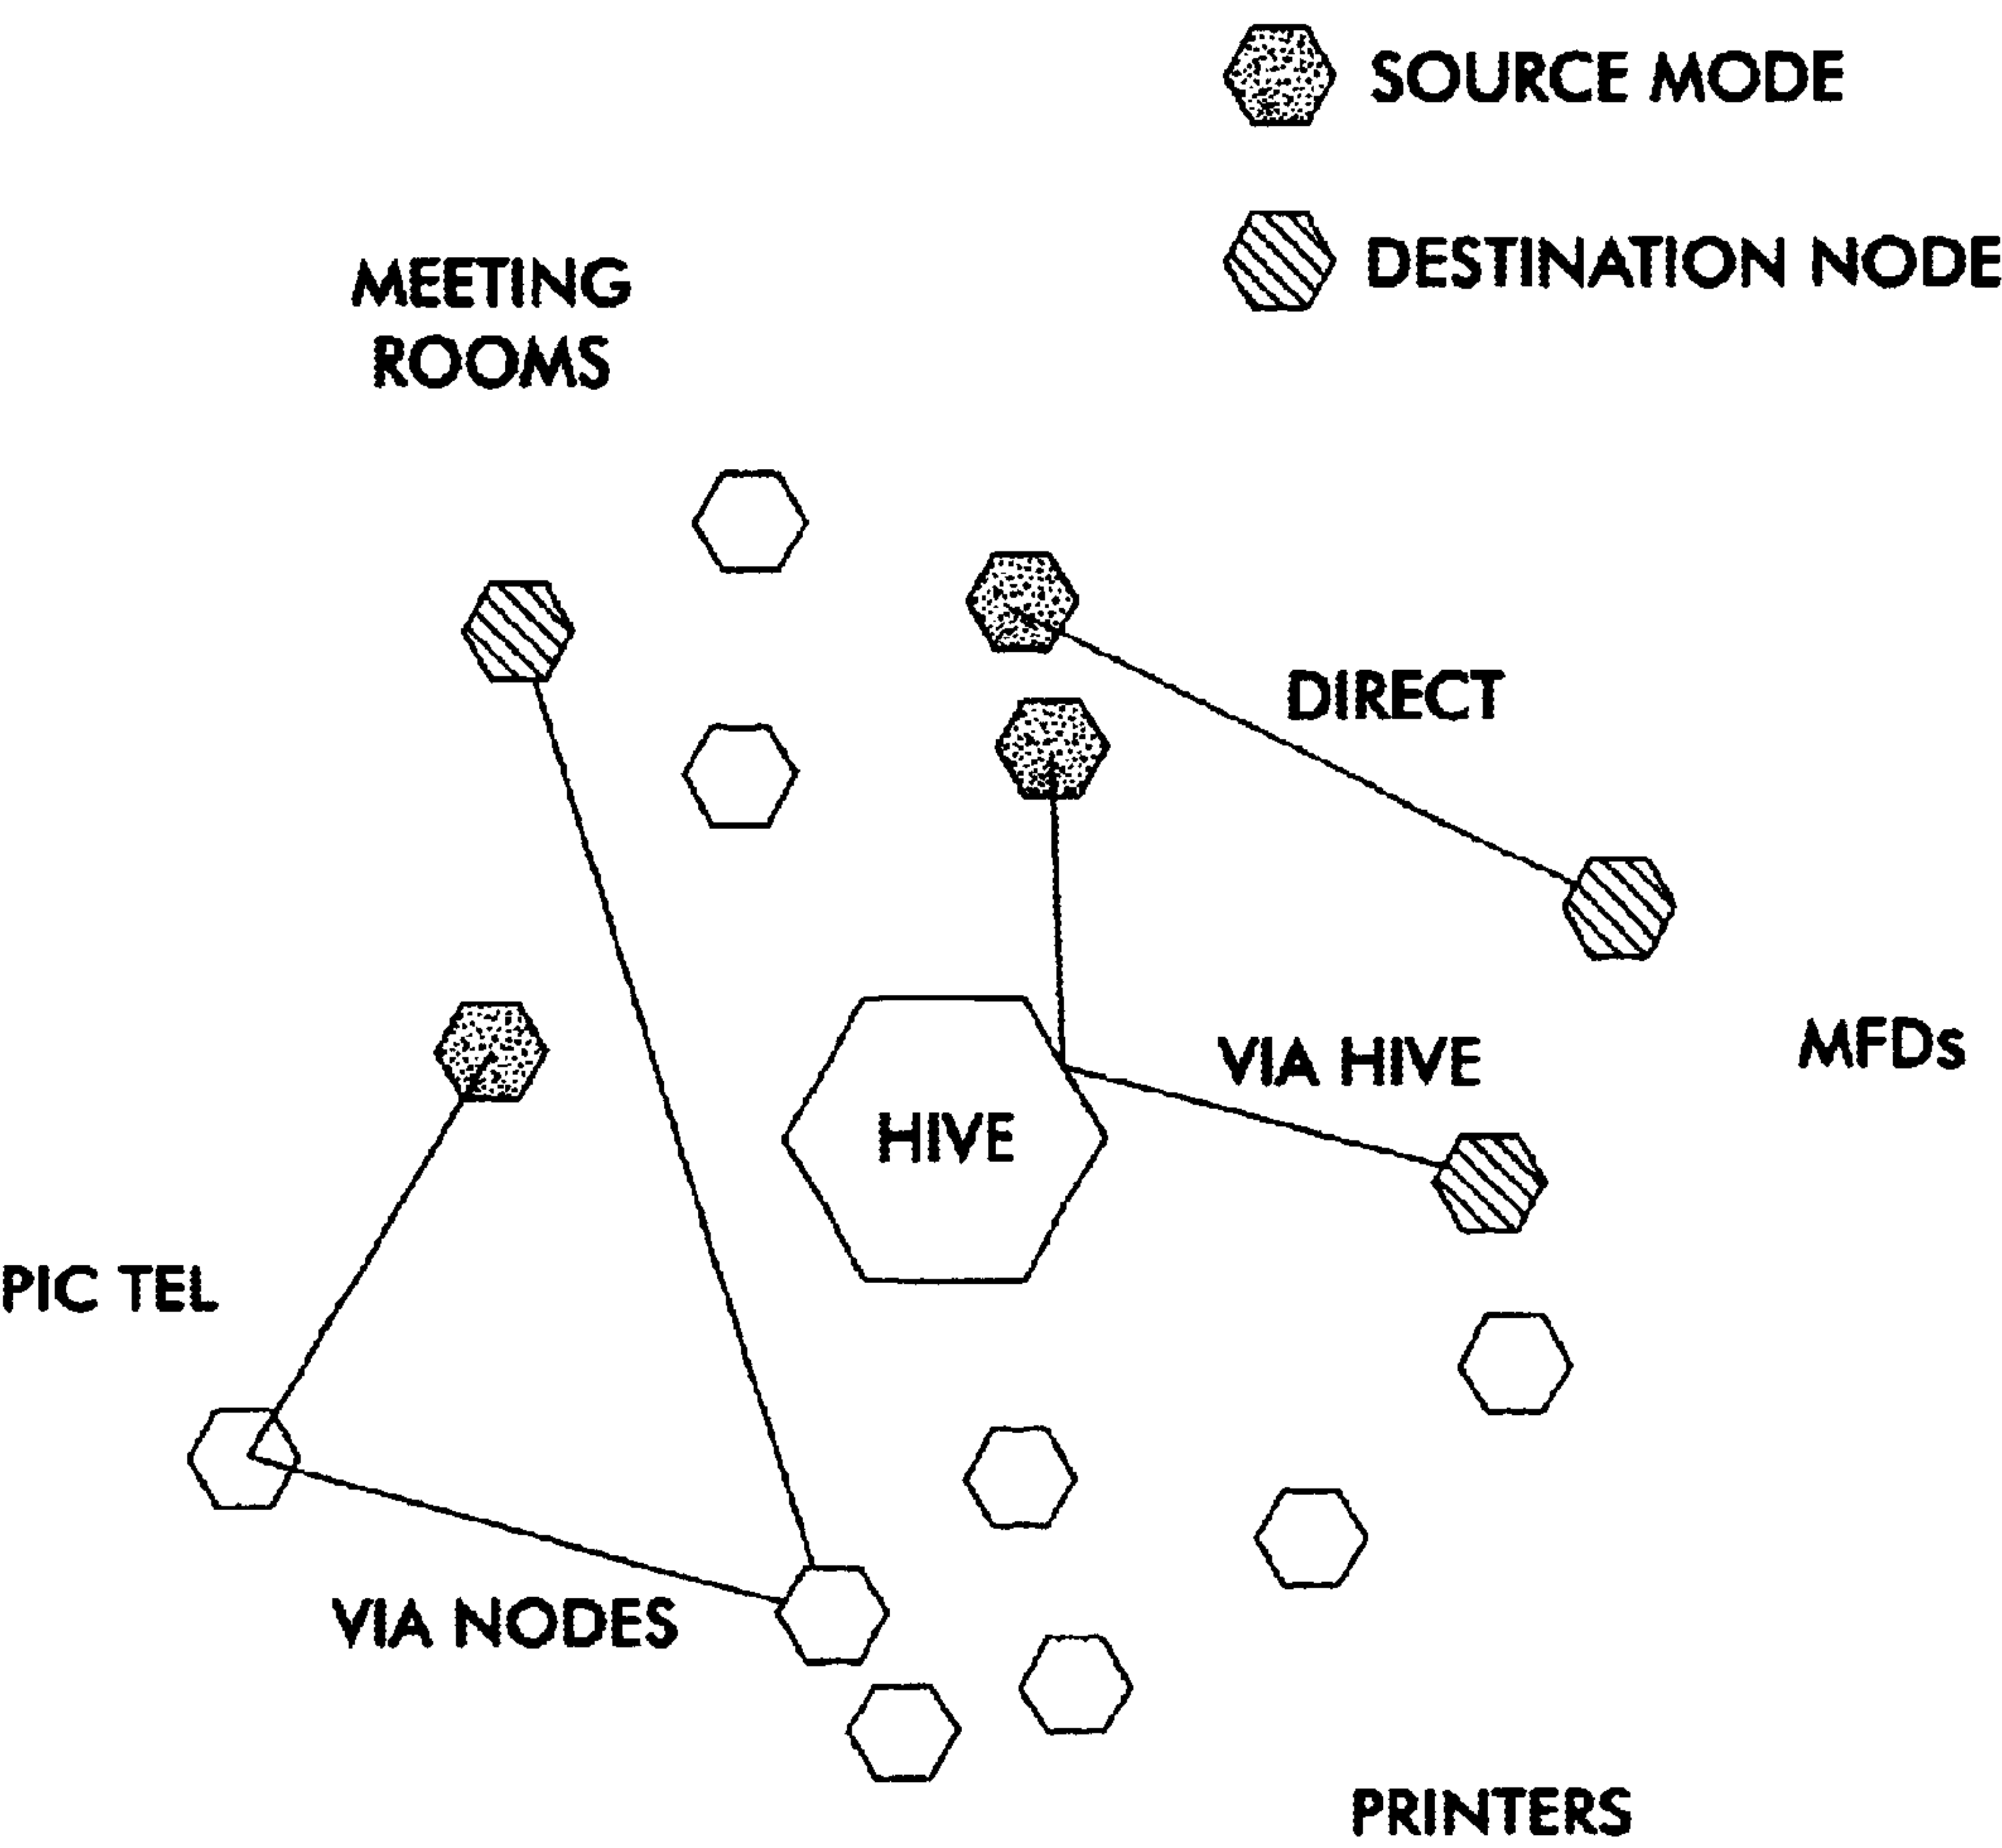 SOURCE MODE
DESTINATION NODE
MEETING
ROOMS
DIRECT
MFDs
VIA HIVE
HIVE
PIC TEL
VIA NODES
PRINTERS